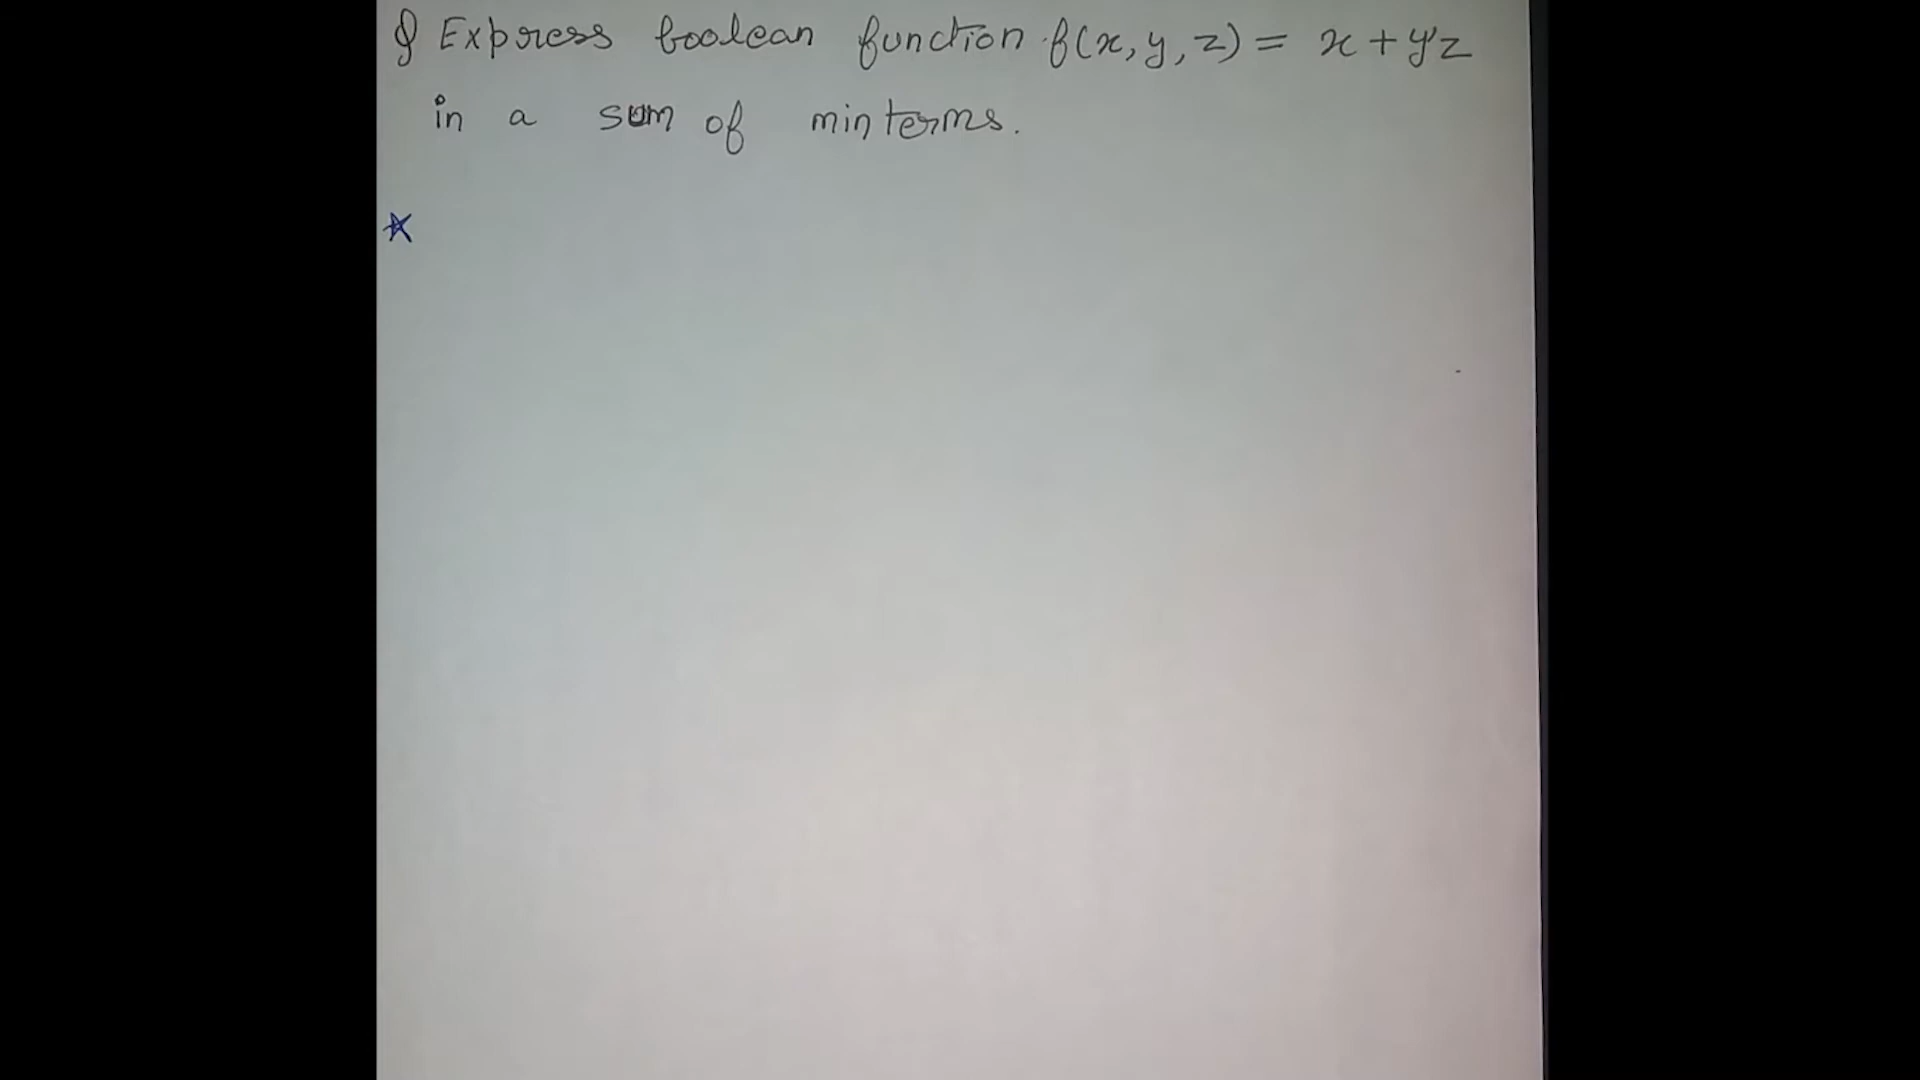 Q Express boolean function f(x, y, z) = x + y'z
in a sum of minterms.